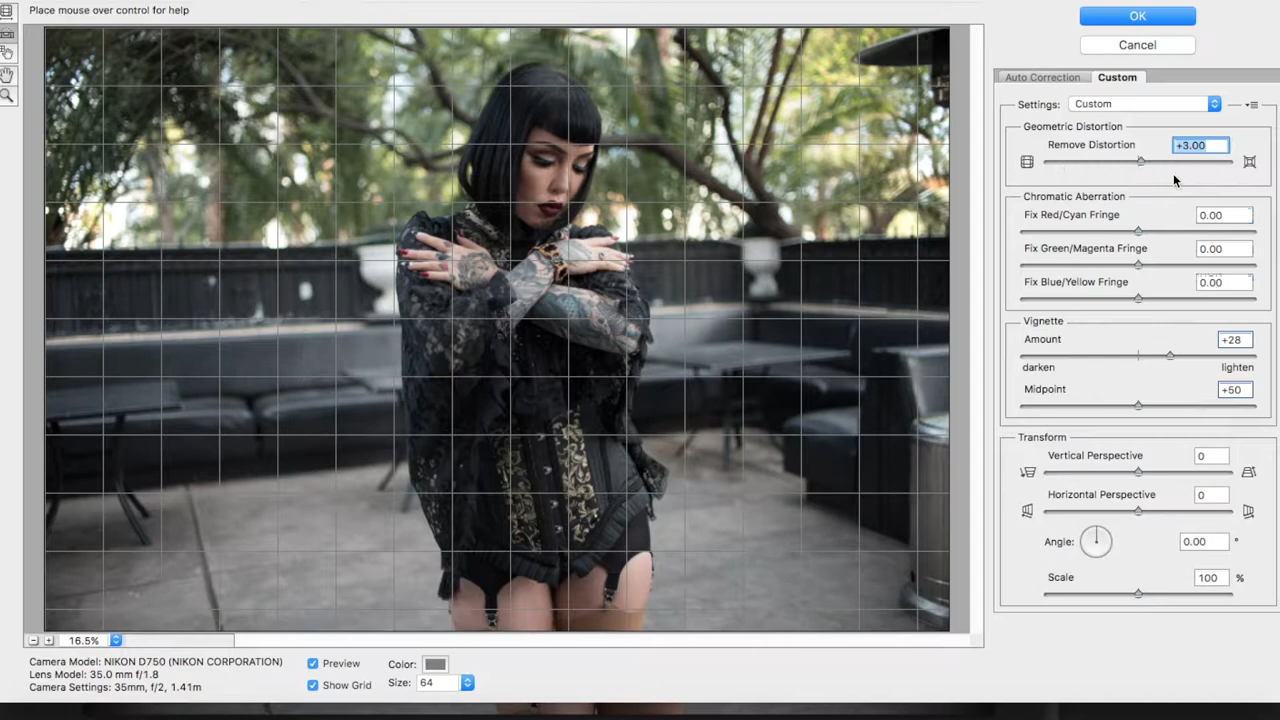 Place mouse over control for help
OK
Cancel
Auto Correction
Custom
Settings: Custom
Geometric Distortion
Remove Distortion +3.00
Chromatic Aberration
Fix Red/Cyan Fringe 0.00
Fix Green/Magenta Fringe 0.00
Fix Blue/Yellow Fringe 0.00
Vignette
Amount +28
darken lighten
Midpoint +50
Transform
Vertical Perspective 0
Horizontal Perspective 0
Angle: 0.00 °
Scale 100 %
16.5%
Camera Model: NIKON D750 (NIKON CORPORATION)
Lens Model: 35.0 mm f/1.8
Camera Settings: 35mm, f/2, 1.41m
Preview
Show Grid
Color:
Size: 64